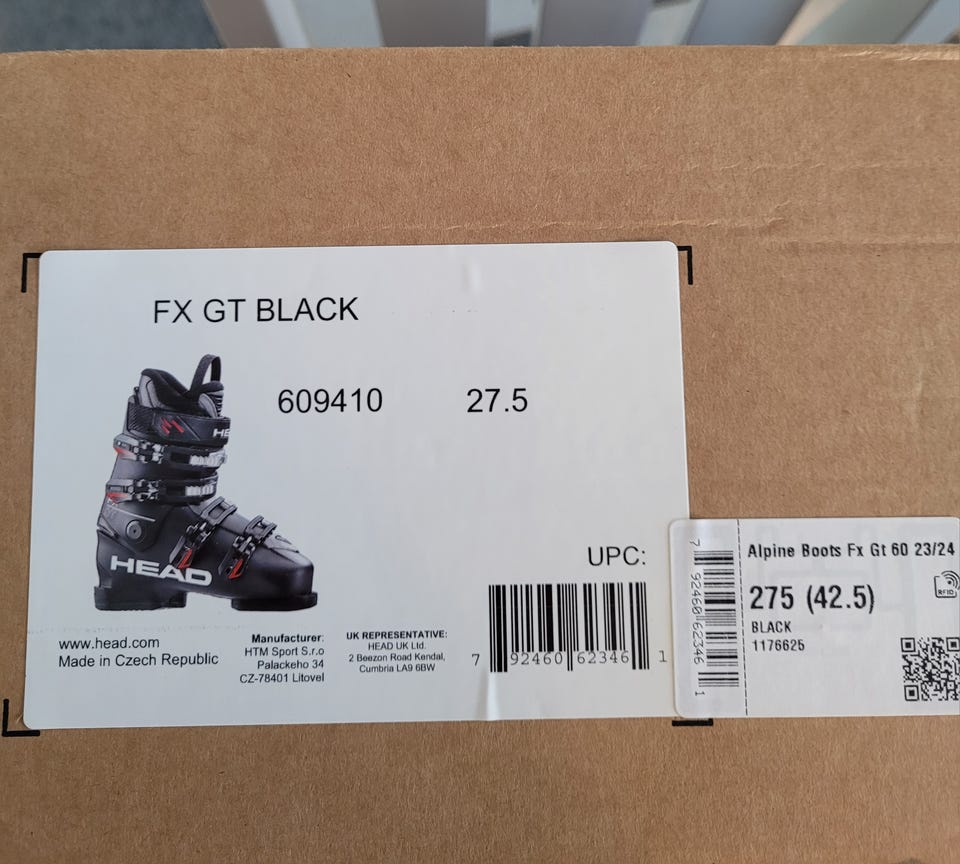 FX GT BLACK
609410 27.5
HE
HEAD
UPC:
7 92460 62346 1
www.head.com
Made in Czech Republic
Manufacturer:
HTM Sport S.r.o
Palackeho 34
CZ-78401 Litovel
UK REPRESENTATIVE:
HEAD UK Ltd.
2 Beezon Road Kendal,
Cumbria LA9 6BW
7 92460 62346 1
Alpine Boots Fx Gt 60 23/24
275 (42.5)
BLACK
1176625
RFID